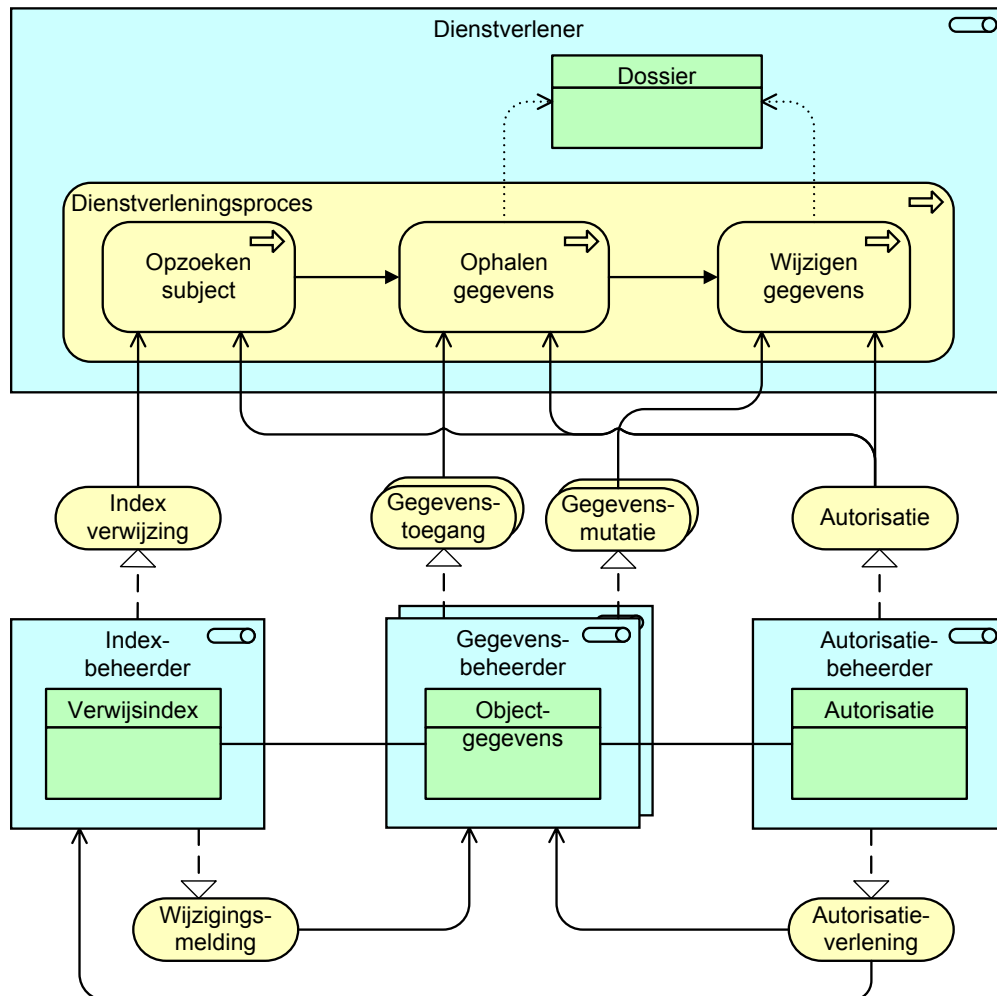 Dienstverlener
Dossier
Dienstverleningsproces
Opzoeken
subject
Ophalen
gegevens
Wijzigen
gegevens
Index
verwijzing
Gegevens-
toegang
Gegevens-
mutatie
Autorisatie
Index-
beheerder
Verwijsindex
Gegevens-
beheerder
Object-
gegevens
Autorisatie-
beheerder
Autorisatie
Wijzigings-
melding
Autorisatie-
verlening